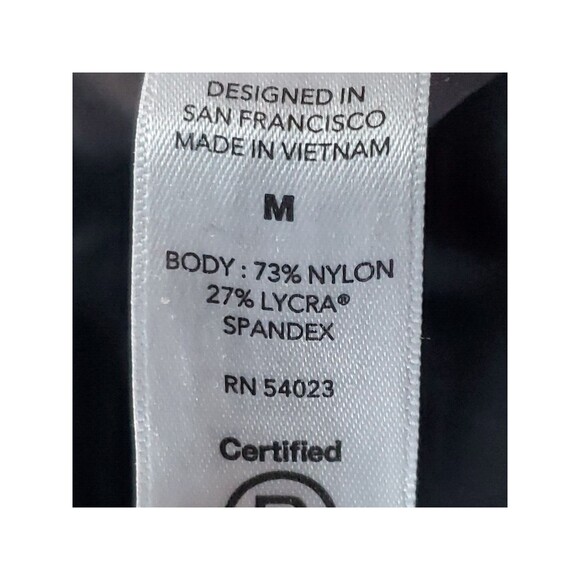 DESIGNED IN
SAN FRANCISCO
MADE IN VIETNAM
M
BODY : 73% NYLON
27% LYCRA®
SPANDEX
RN 54023
Certified